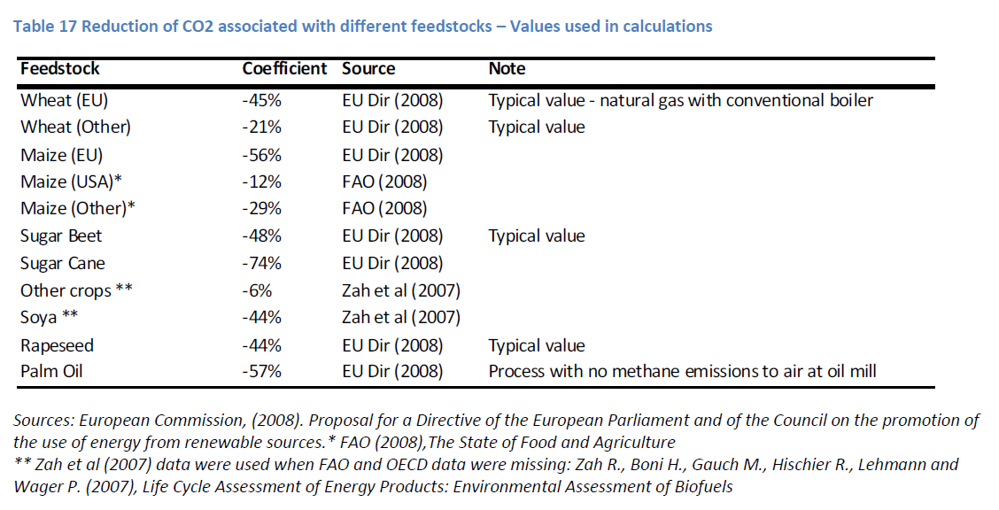 Table 17 Reduction of CO2 associated with different feedstocks – Values used in calculations
Feedstock Coefficient Source Note
Wheat (EU) -45% EU Dir (2008) Typical value - natural gas with conventional boiler
Wheat (Other) -21% EU Dir (2008) Typical value
Maize (EU) -56% EU Dir (2008)
Maize (USA)* -12% FAO (2008)
Maize (Other)* -29% FAO (2008)
Sugar Beet -48% EU Dir (2008) Typical value
Sugar Cane -74% EU Dir (2008)
Other crops ** -6% Zah et al (2007)
Soya ** -44% Zah et al (2007)
Rapeseed -44% EU Dir (2008) Typical value
Palm Oil -57% EU Dir (2008) Process with no methane emissions to air at oil mill
Sources: European Commission, (2008). Proposal for a Directive of the European Parliament and of the Council on the promotion of
the use of energy from renewable sources.* FAO (2008),The State of Food and Agriculture
** Zah et al (2007) data were used when FAO and OECD data were missing: Zah R., Boni H., Gauch M., Hischier R., Lehmann and
Wager P. (2007), Life Cycle Assessment of Energy Products: Environmental Assessment of Biofuels